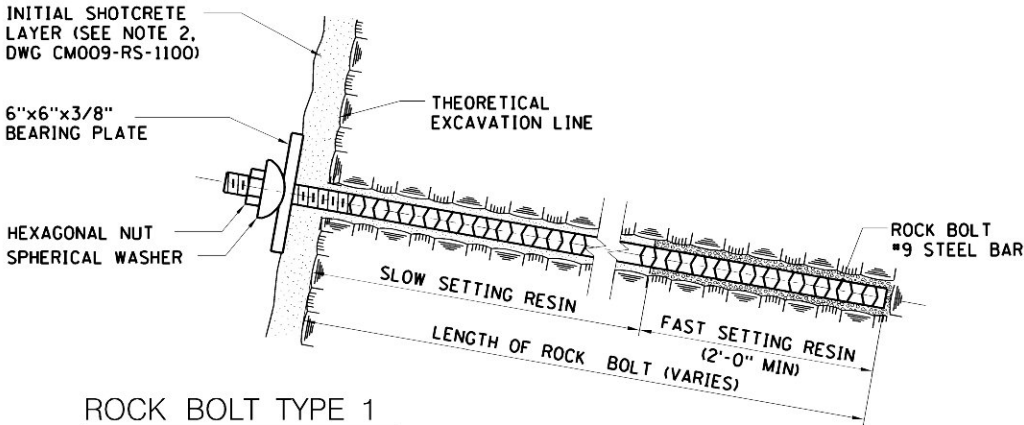 INITIAL SHOTCRETE
LAYER (SEE NOTE 2,
DWG CM009-RS-1100)
6"x6"x3/8"
BEARING PLATE
THEORETICAL
EXCAVATION LINE
HEXAGONAL NUT
SPHERICAL WASHER
ROCK BOLT
#9 STEEL BAR
SLOW SETTING RESIN
FAST SETTING RESIN
(2'-0" MIN)
LENGTH OF ROCK BOLT (VARIES)
ROCK BOLT TYPE 1